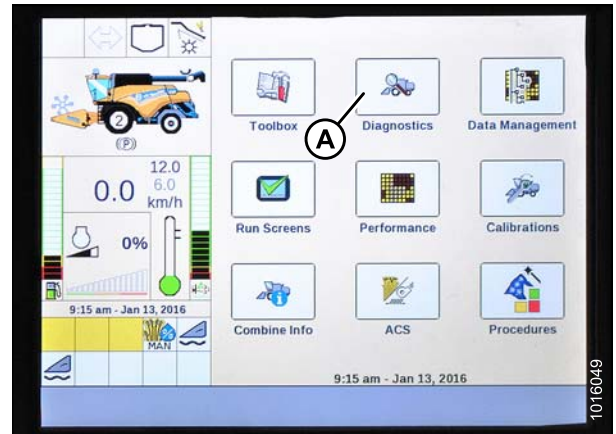 2
(P)
12.0
0.0 6.0
km/h
0%
9:15 am - Jan 13, 2016
MAN
Toolbox
Diagnostics
Data Management
A
Run Screens
Performance
Calibrations
Combine Info
ACS
Procedures
9:15 am - Jan 13, 2016
1016049